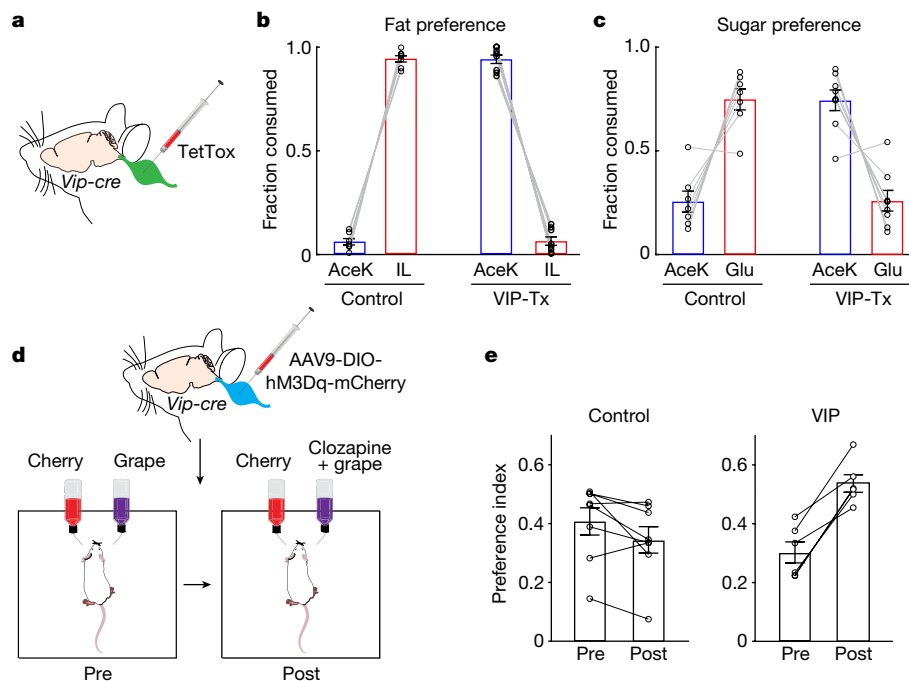 a
TetTox
Vip-cre
b
Fat preference
Fraction consumed
1.0
0.5
0
AceK IL AceK IL
Control VIP-Tx
c
Sugar preference
Fraction consumed
1.0
0.5
0
AceK Glu AceK Glu
Control VIP-Tx
d
AAV9-DIO-
hM3Dq-mCherry
Vip-cre
Cherry Grape
Cherry Clozapine
+ grape
Pre
Post
e
Control
Preference index
0.6
0.4
0.2
0
Pre Post
VIP
0.6
0.4
0.2
0
Pre Post